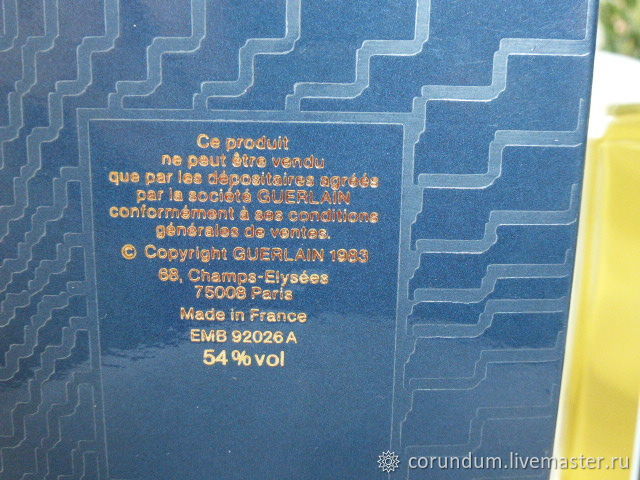 Ce produit
ne peut être vendu
que par les dépositaires agréés
par la société GUERLAIN
conformément à ses conditions
générales de ventes.
© Copyright GUERLAIN 1983
68, Champs-Elysées
75008 Paris
Made in France
EMB 92026 A
54 % vol
corundum.livemaster.ru